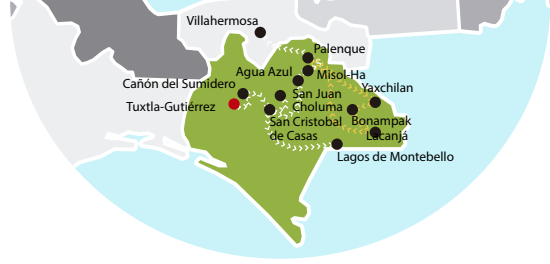 Villahermosa
Palenque
Agua Azul
Misol-Ha
Cañón del Sumidero
Yaxchilan
San Juan
Choluma
Tuxtla-Gutiérrez
San Cristobal
de Casas
Bonampak
Lacanjá
Lagos de Montebello